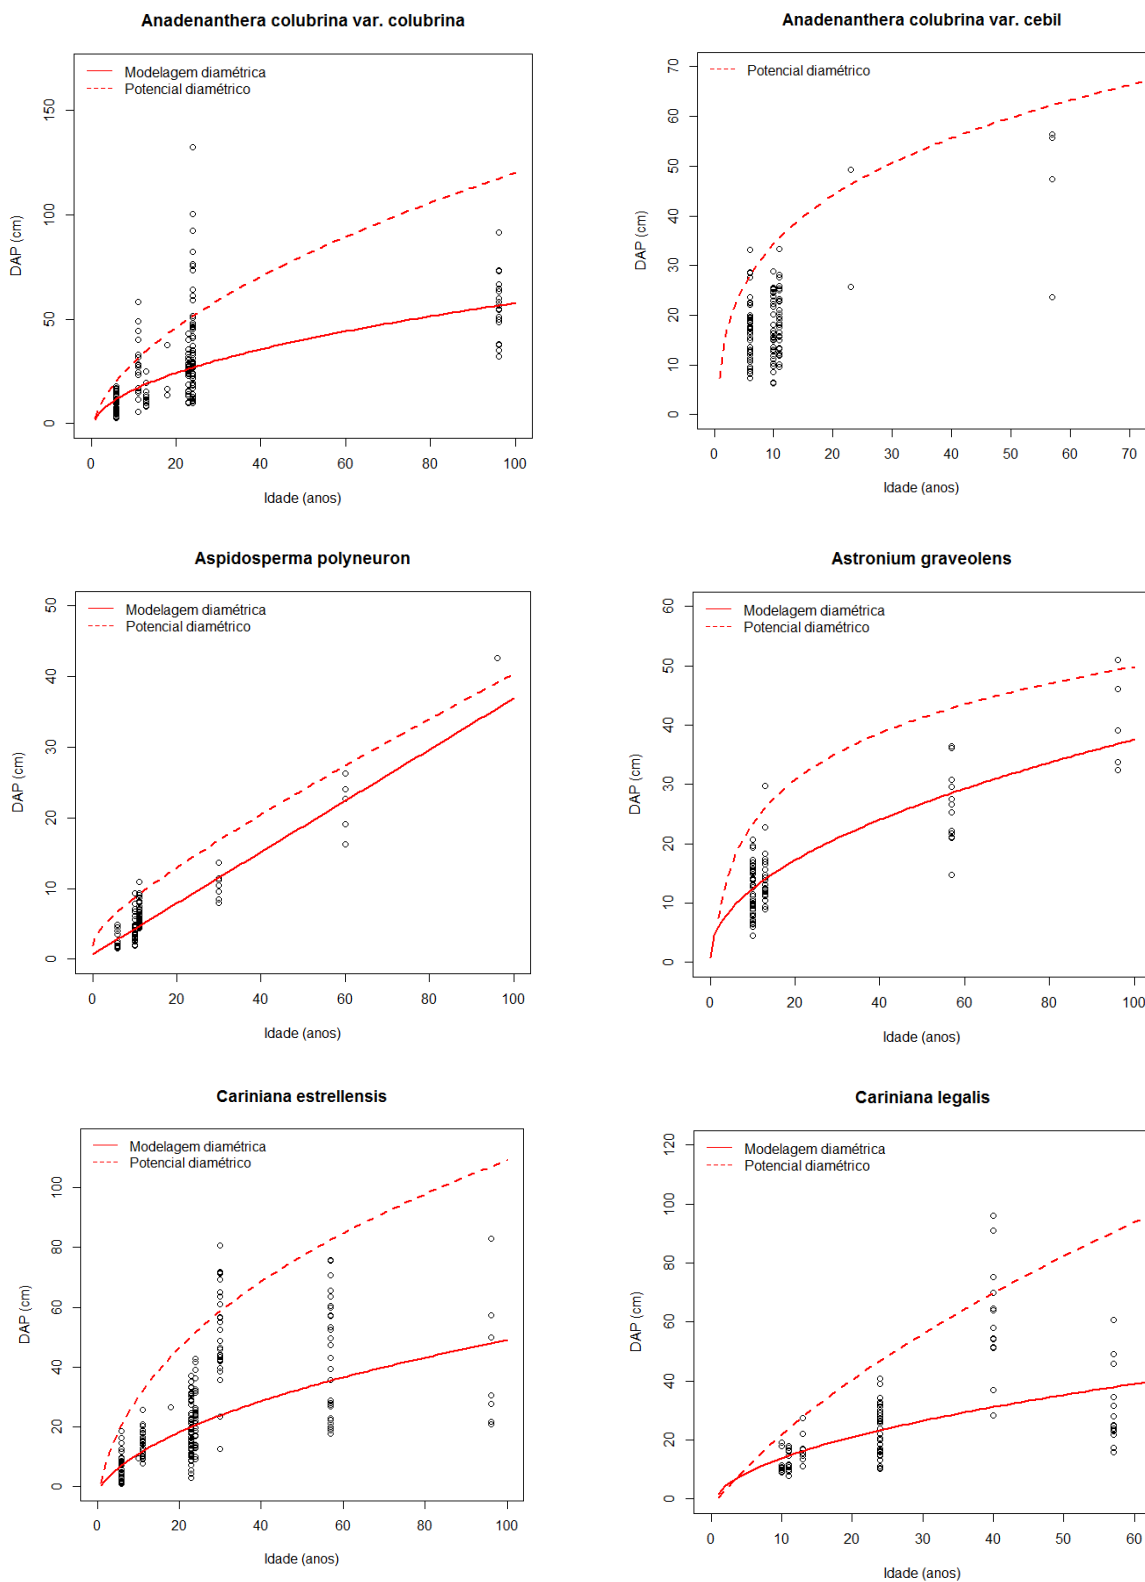 Anadenanthera colubrina var. colubrina
Modelagem diamétrica
Potencial diamétrico
DAP (cm)
150
100
50
0
0 20 40 60 80 100
Idade (anos)
Anadenanthera colubrina var. cebil
Potencial diamétrico
DAP (cm)
70
60
50
40
30
20
10
0
0 10 20 30 40 50 60 70
Idade (anos)
Aspidosperma polyneuron
Modelagem diamétrica
Potencial diamétrico
DAP (cm)
50
40
30
20
10
0
0 20 40 60 80 100
Idade (anos)
Astronium graveolens
Modelagem diamétrica
Potencial diamétrico
DAP (cm)
60
50
40
30
20
10
0
0 20 40 60 80 100
Idade (anos)
Cariniana estrellensis
Modelagem diamétrica
Potencial diamétrico
DAP (cm)
100
80
60
40
20
0
0 20 40 60 80 100
Idade (anos)
Cariniana legalis
Modelagem diamétrica
Potencial diamétrico
DAP (cm)
120
100
80
60
40
20
0
0 10 20 30 40 50 60
Idade (anos)